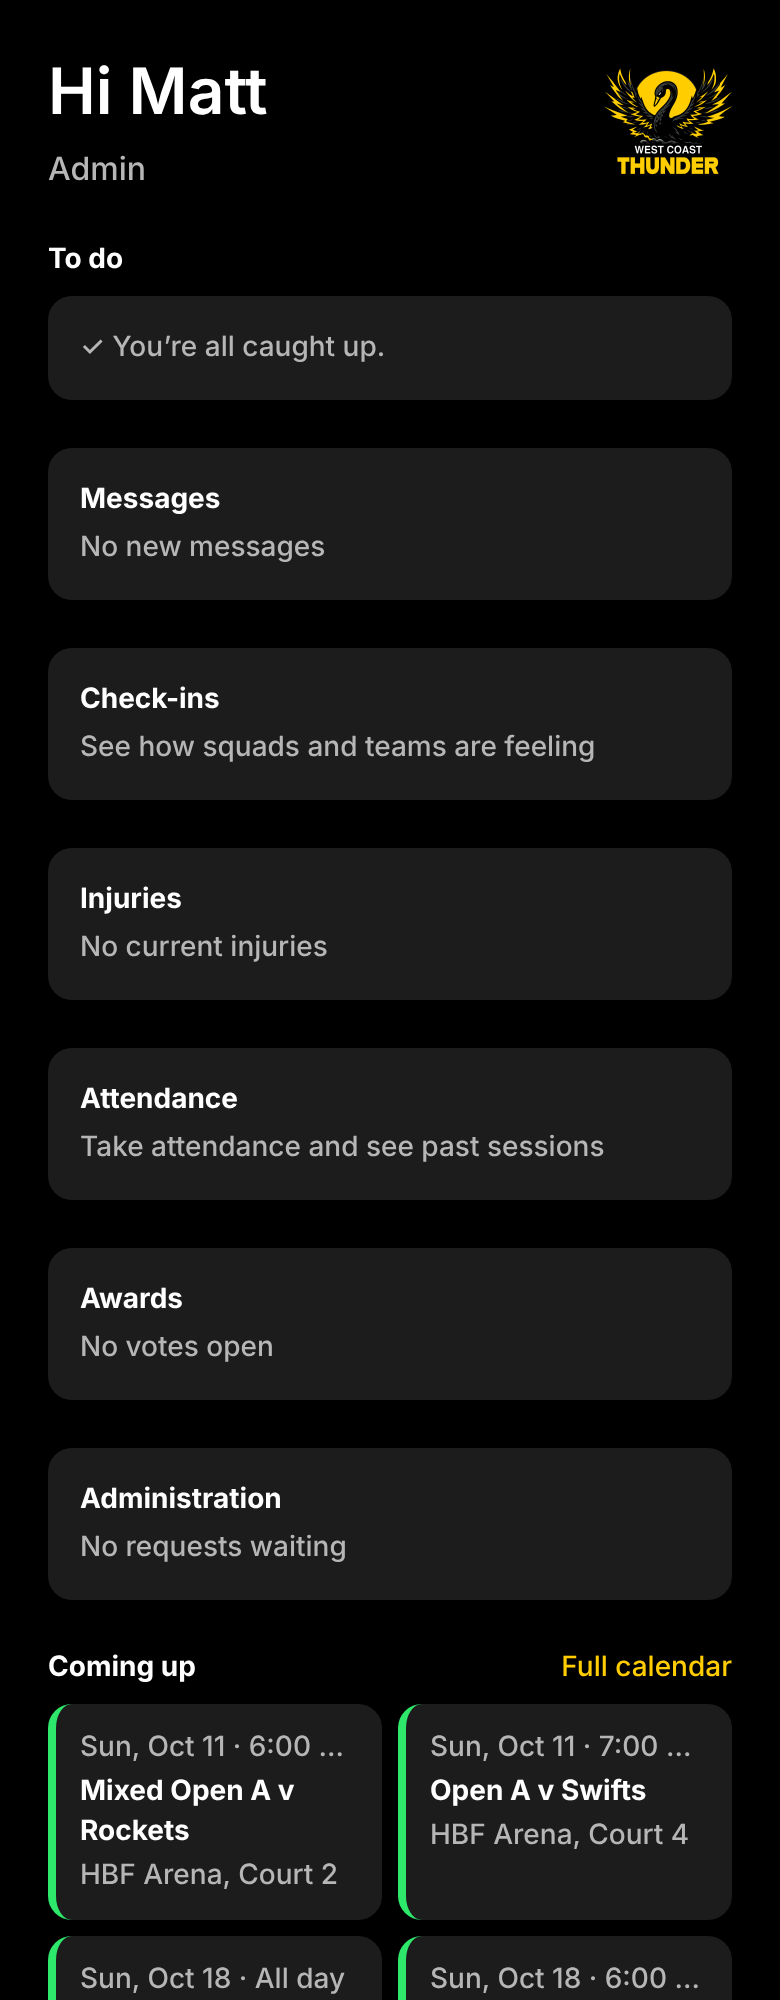 Hi Matt
Admin
WEST COAST
THUNDER
To do
✓ You’re all caught up.
Messages
No new messages
Check-ins
See how squads and teams are feeling
Injuries
No current injuries
Attendance
Take attendance and see past sessions
Awards
No votes open
Administration
No requests waiting
Coming up
Full calendar
Sun, Oct 11 · 6:00 ...
Mixed Open A v
Rockets
HBF Arena, Court 2
Sun, Oct 11 · 7:00 ...
Open A v Swifts
HBF Arena, Court 4
Sun, Oct 18 · All day
Sun, Oct 18 · 6:00 ...